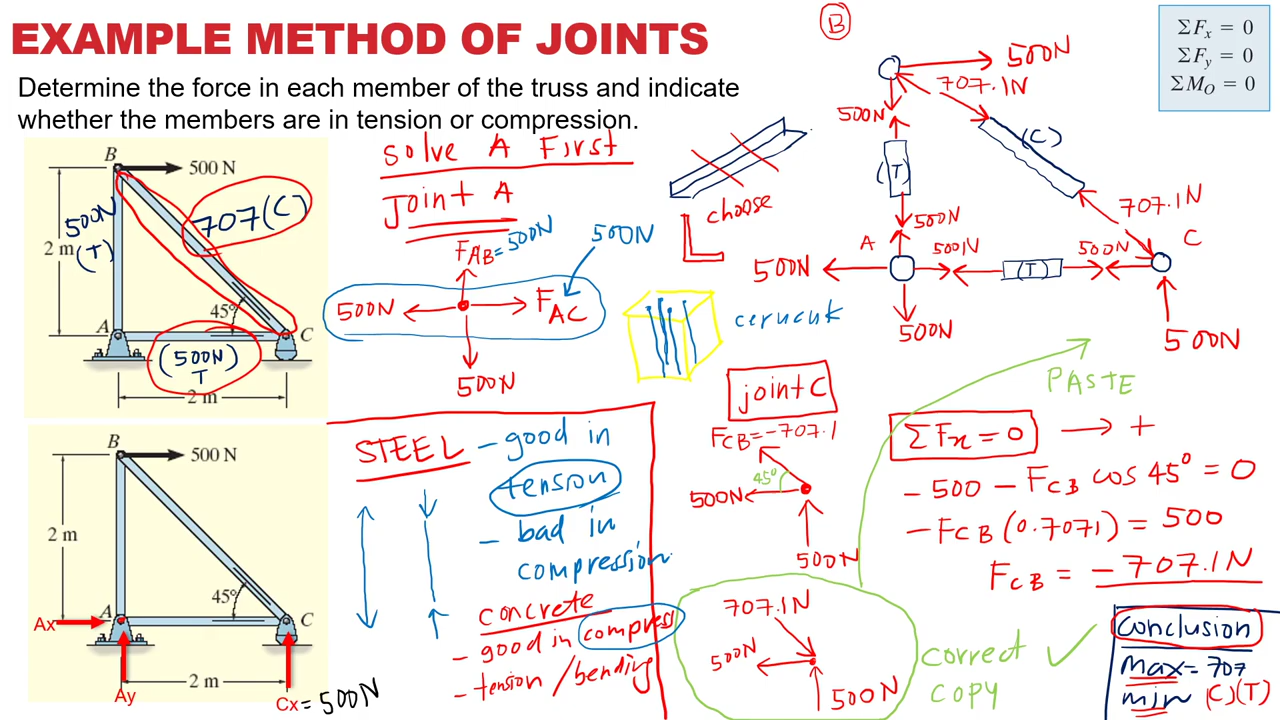 EXAMPLE METHOD OF JOINTS
Determine the force in each member of the truss and indicate
whether the members are in tension or compression.
ΣFx = 0
ΣFy = 0
ΣMO = 0
B
500 N
500N
(T)
707(C)
2 m
45°
A
C
(500N)
T
2 m
B
500 N
2 m
45°
Ax
A
C
2 m
Ay
Cx = 500N
Solve A First
Joint A
FAB = 500N
500N
500N
FAC
500N
choose
cerucuk
STEEL
- good in
tension
- bad in
compression
concrete
- good in compress
- tension/bending
B
500N
707.1N
500N
(C)
(T)
500N
707.1N
A
500N
500N
(T)
500N
C
500N
500N
500N
PASTE
joint C
FCB = -707.1
45°
500N
500N
707.1N
500N
500N
correct
copy
ΣFx = 0 → +
- 500 - FCB cos 45° = 0
- FCB (0.7071) = 500
FCB = - 707.1N
Conclusion
Max = 707
min (C)(T)